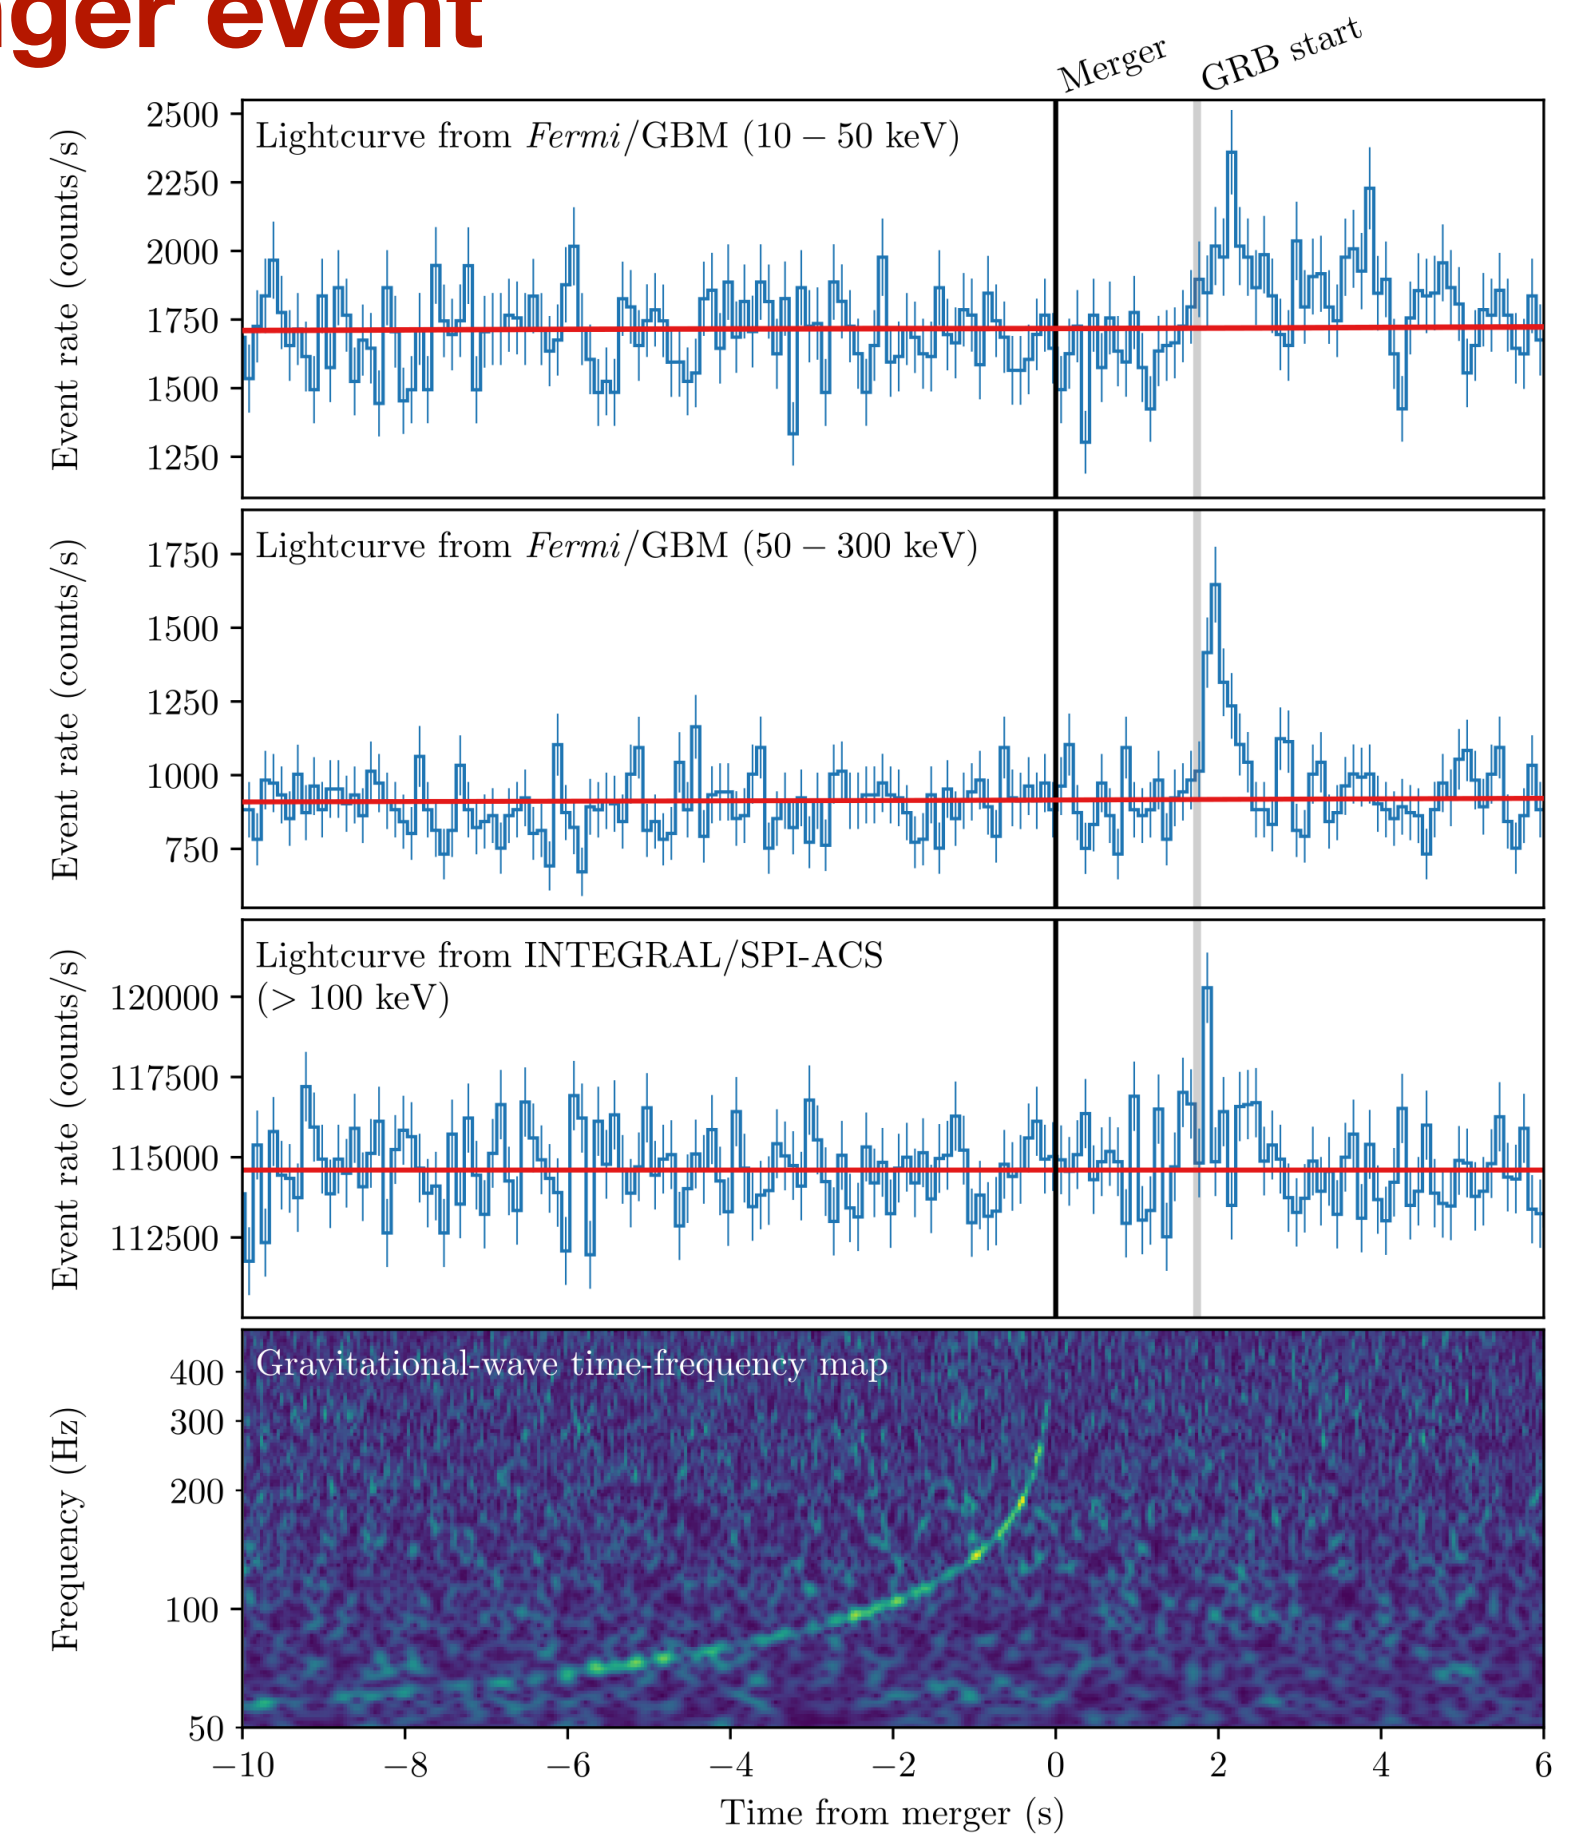 nger event
Merger
GRB start
Lightcurve from Fermi/GBM (10 – 50 keV)
Event rate (counts/s)
2500
2250
2000
1750
1500
1250
Lightcurve from Fermi/GBM (50 – 300 keV)
Event rate (counts/s)
1750
1500
1250
1000
750
Lightcurve from INTEGRAL/SPI-ACS
(> 100 keV)
Event rate (counts/s)
120000
117500
115000
112500
Gravitational-wave time-frequency map
Frequency (Hz)
400
300
200
100
50
−10 −8 −6 −4 −2 0 2 4 6
Time from merger (s)